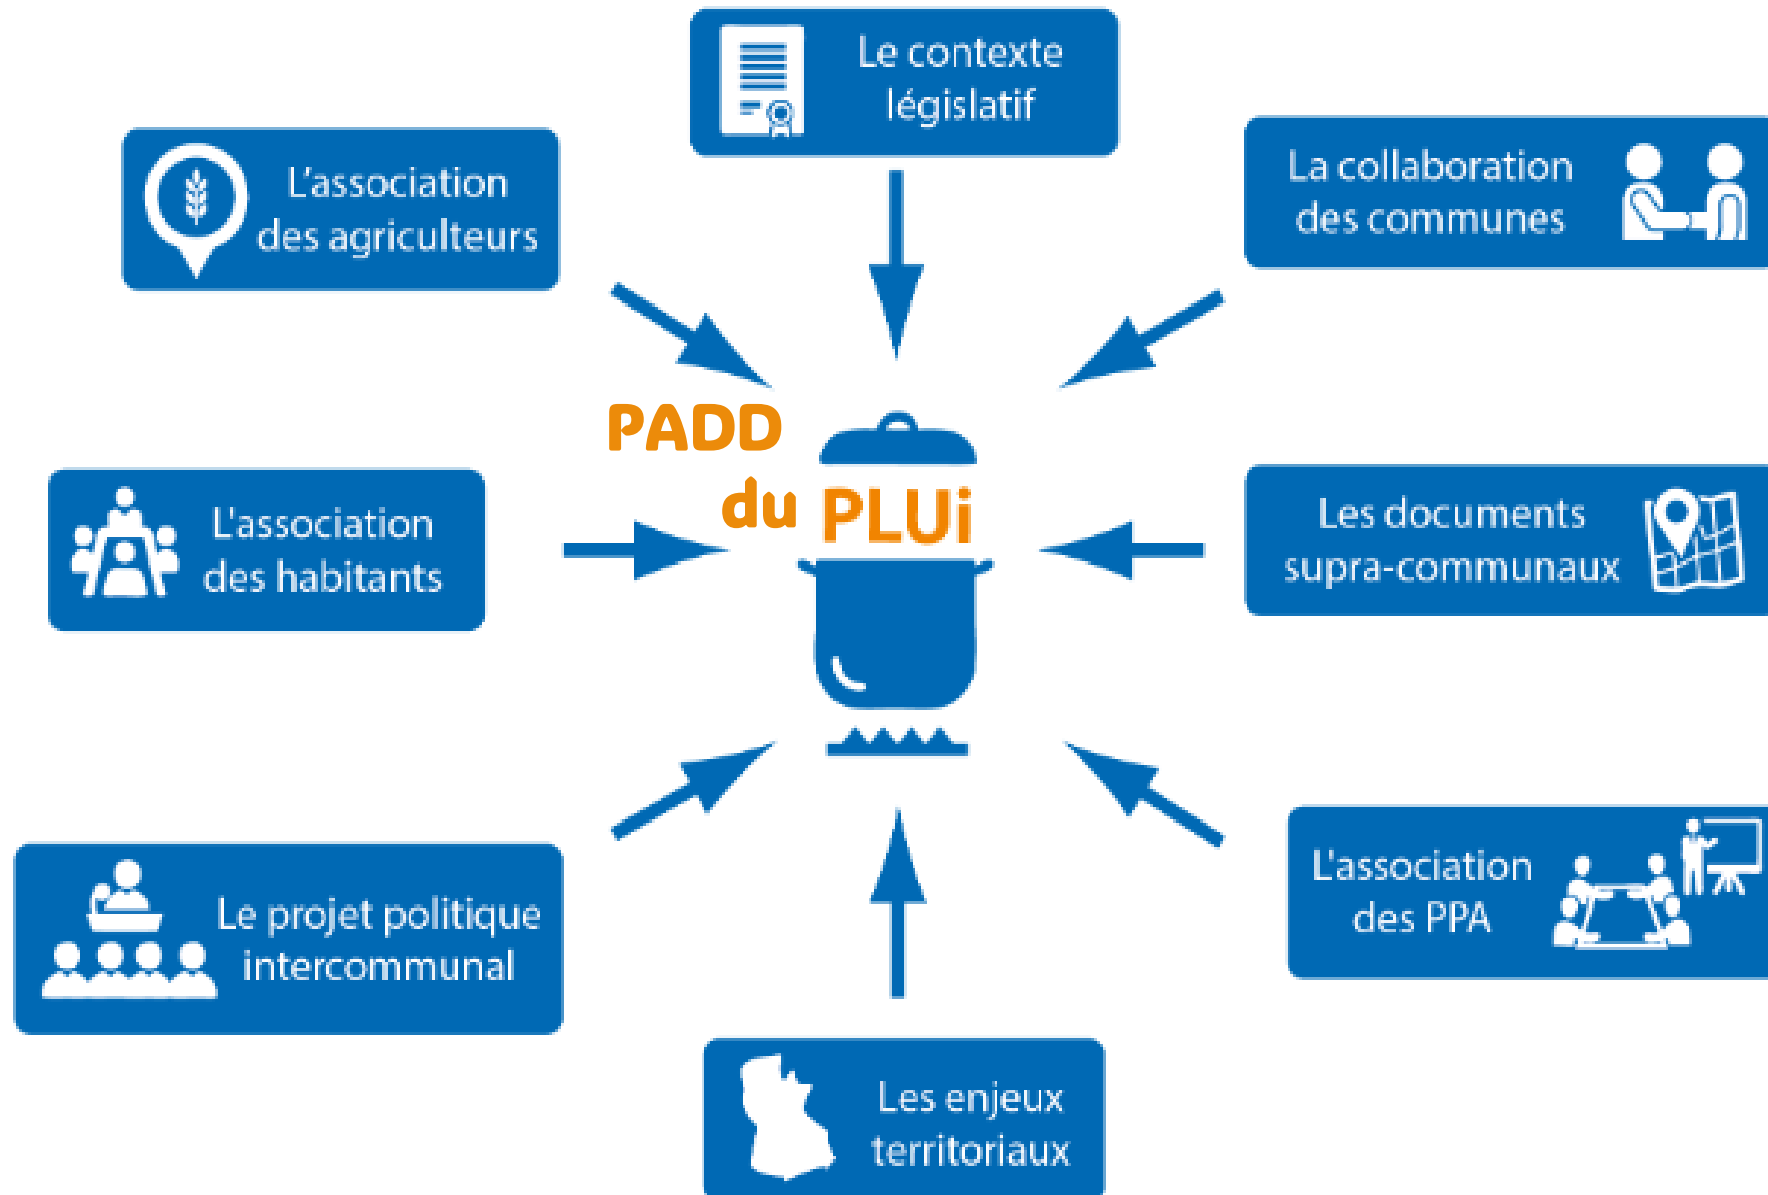 Le contexte
législatif
L'association
des agriculteurs
La collaboration
des communes
PADD
du PLUi
L'association
des habitants
Les documents
supra-communaux
Le projet politique
intercommunal
L'association
des PPA
Les enjeux
territoriaux